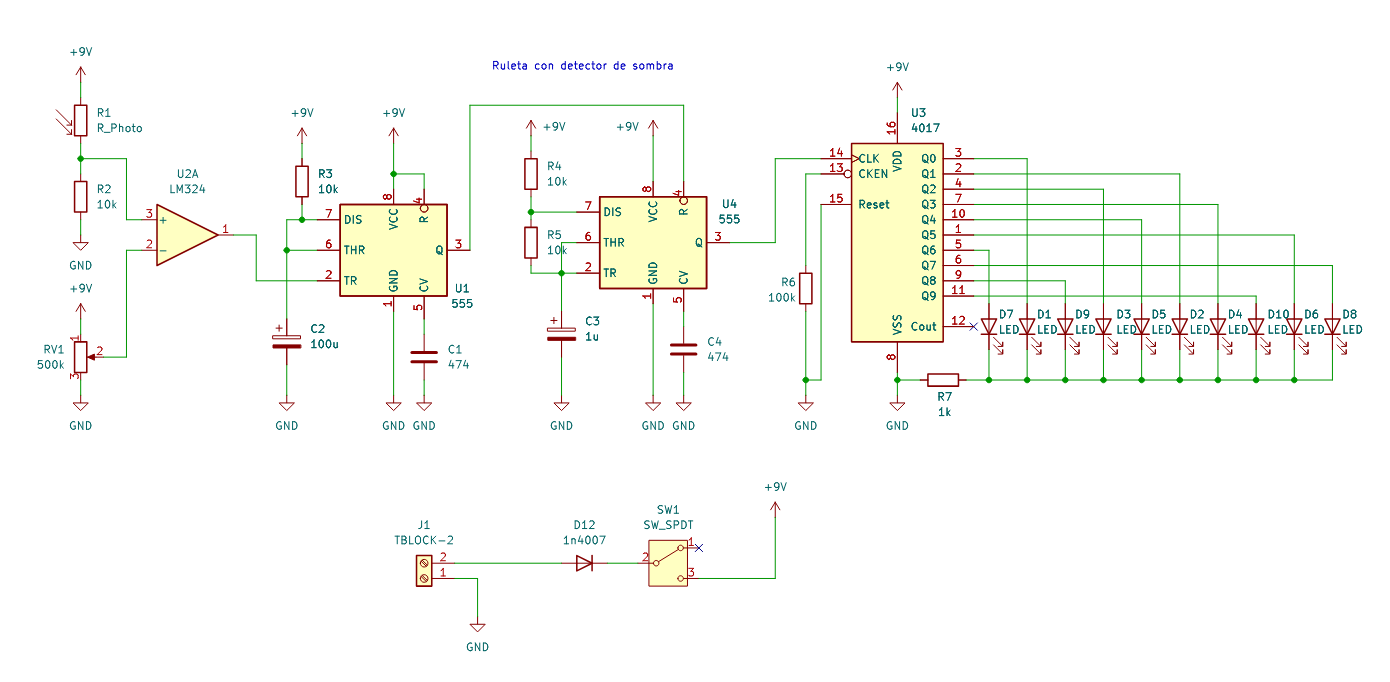 Ruleta con detector de sombra
+9V
R1
R_Photo
R2
10k
GND
+9V
RV1
500k
1
2
3
GND
U2A
LM324
3
+
2
-
1
+9V
R3
10k
+9V
7
DIS
6
THR
2
TR
8
VCC
4
R
Q
3
GND
1
CV
5
U1
555
C2
100u
+
GND
GND
C1
474
GND
+9V
R4
10k
R5
10k
+9V
7
DIS
6
THR
2
TR
8
VCC
4
R
Q
3
GND
1
CV
5
U4
555
C3
1u
+
GND
GND
C4
474
GND
R6
100k
GND
+9V
U3
4017
16
VDD
14
CLK
13
CKEN
15
Reset
Q0
3
Q1
2
Q2
4
Q3
7
Q4
10
Q5
1
Q6
5
Q7
6
Q8
9
Q9
11
Cout
12
VSS
8
GND
R7
1k
D7
LED
D1
LED
D9
LED
D3
LED
D5
LED
D2
LED
D4
LED
D10
LED
D6
LED
D8
LED
J1
TBLOCK-2
2
1
GND
D12
1n4007
SW1
SW_SPDT
2
1
3
+9V